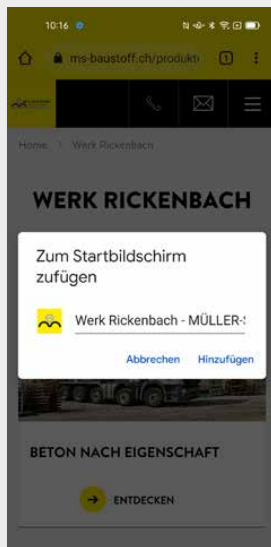 10:16
ms-baustoff.ch/produkt
1
Home > Werk Rickenbach
WERK RICKENBACH
Zum Startbildschirm
zufügen
Werk Rickenbach - MÜLLER-
Abbrechen Hinzufügen
BETON NACH EIGENSCHAFT
ENTDECKEN